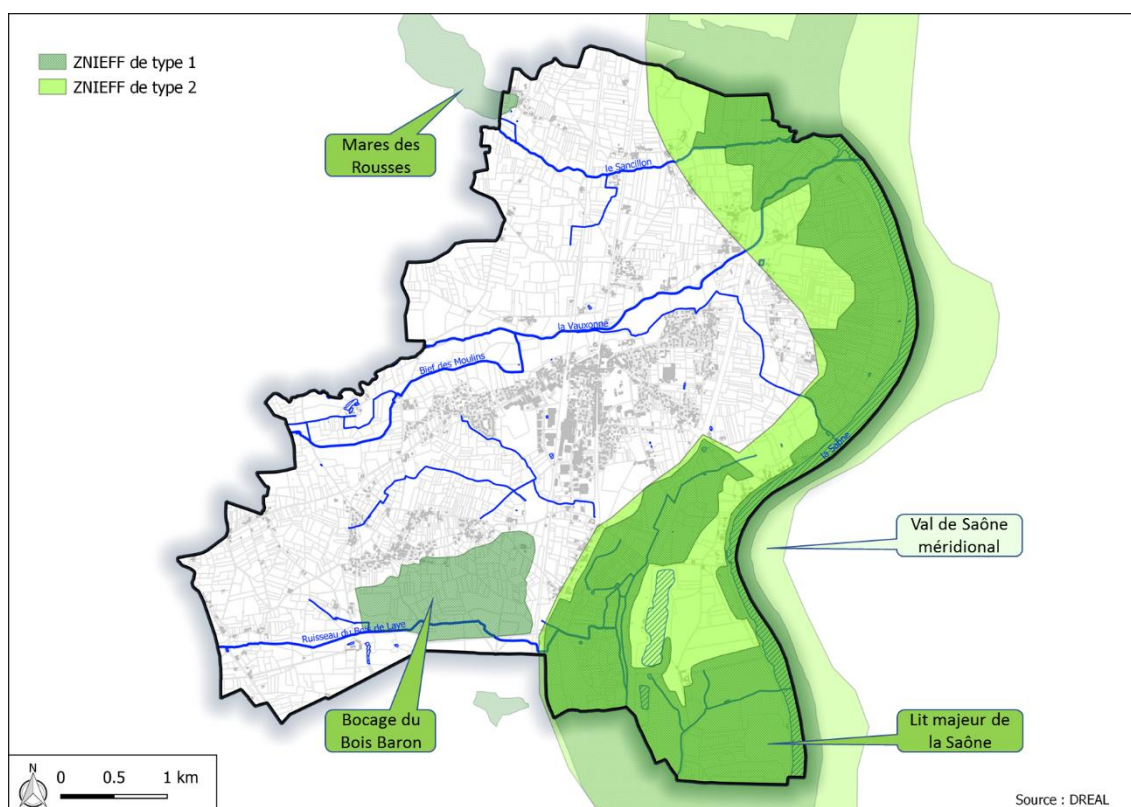 ZNIEFF de type 1
ZNIEFF de type 2
Mares des
Rousses
le Sancillon
la Vauxonne
Bief des Moulins
la Saône
Val de Saône
méridional
Ruisseau du Bois de Laye
Bocage du
Bois Baron
Lit majeur de
la Saône
N
0 0.5 1 km
Source : DREAL